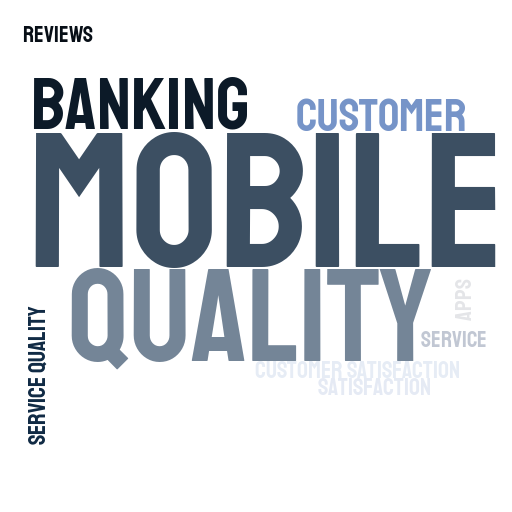 REVIEWS
BANKING
CUSTOMER
MOBILE
QUALITY
APPS
SERVICE
SERVICE QUALITY
CUSTOMER SATISFACTION
SATISFACTION